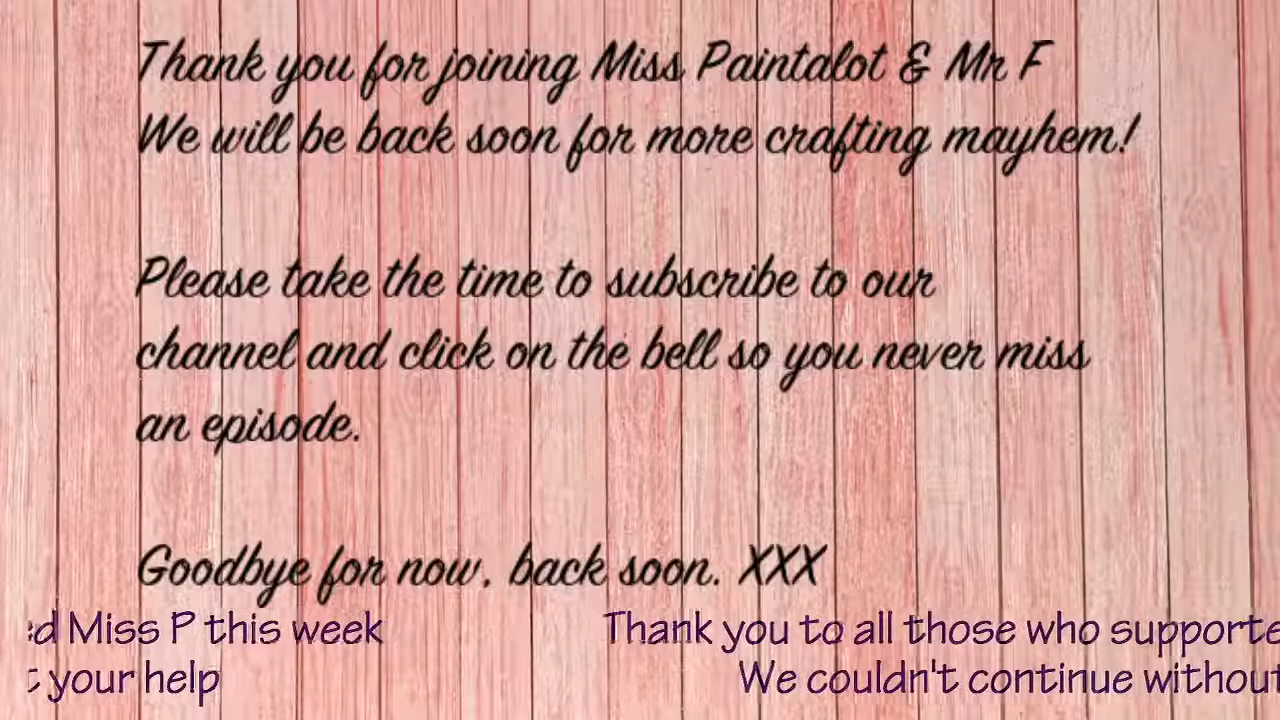 Thank you for joining Miss Paintalot & Mr F
We will be back soon for more crafting mayhem!
Please take the time to subscribe to our
channel and click on the bell so you never miss
an episode.
Goodbye for now, back soon. XXX
d Miss P this week
Thank you to all those who supporte
your help
We couldn't continue without